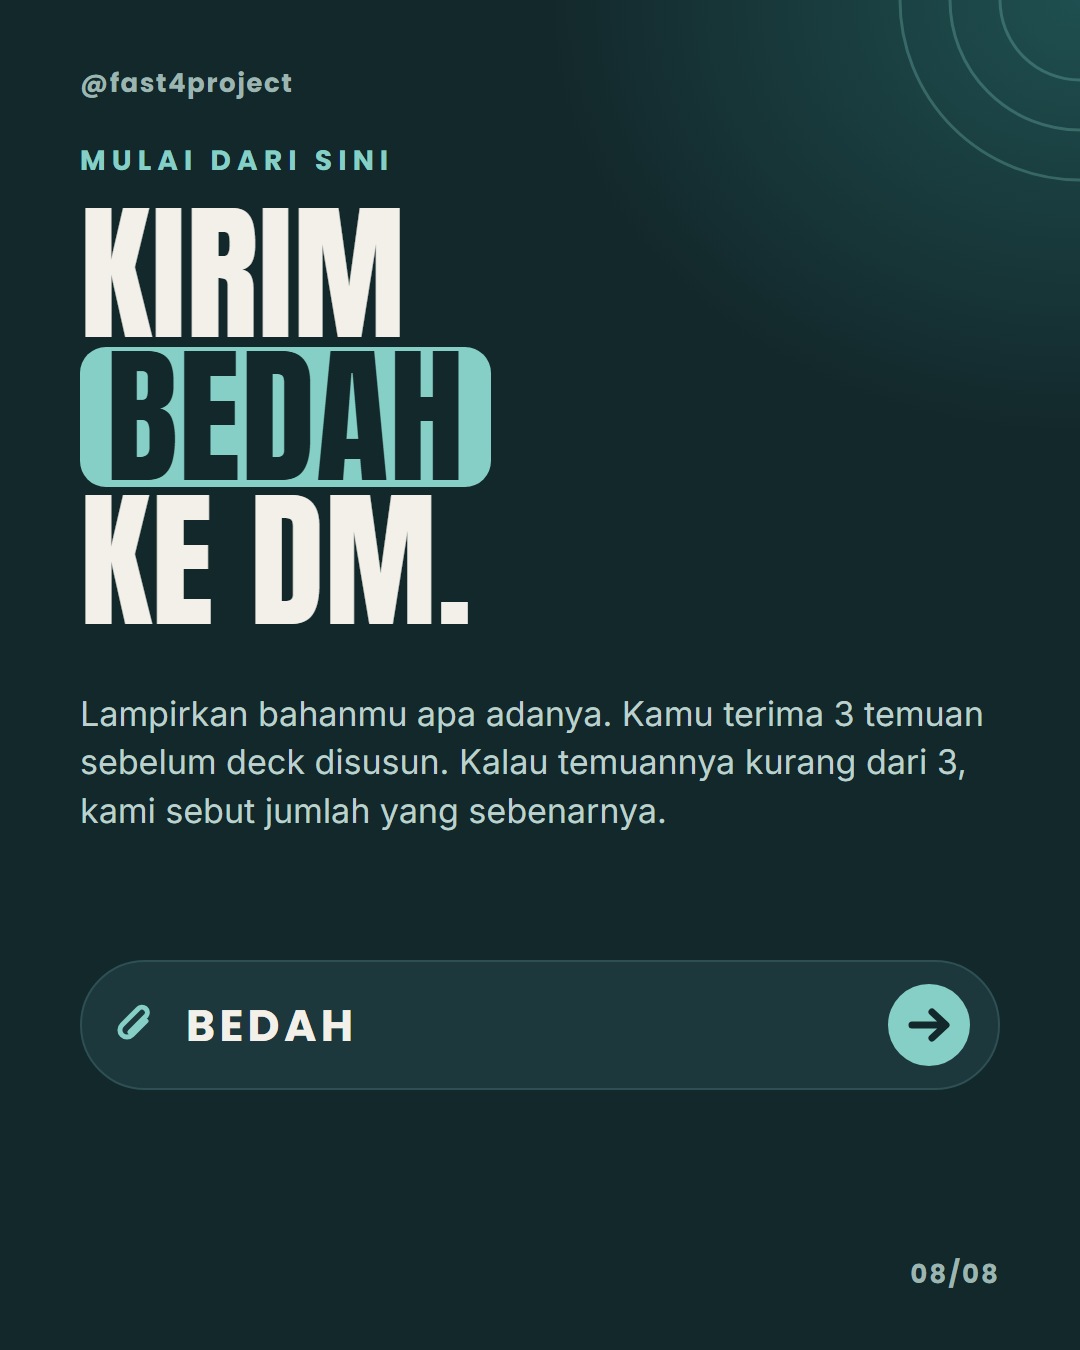 @fast4project
MULAI DARI SINI
KIRIM
BEDAH
KE DM.
Lampirkan bahanmu apa adanya. Kamu terima 3 temuan
sebelum deck disusun. Kalau temuannya kurang dari 3,
kami sebut jumlah yang sebenarnya.
BEDAH
08/08